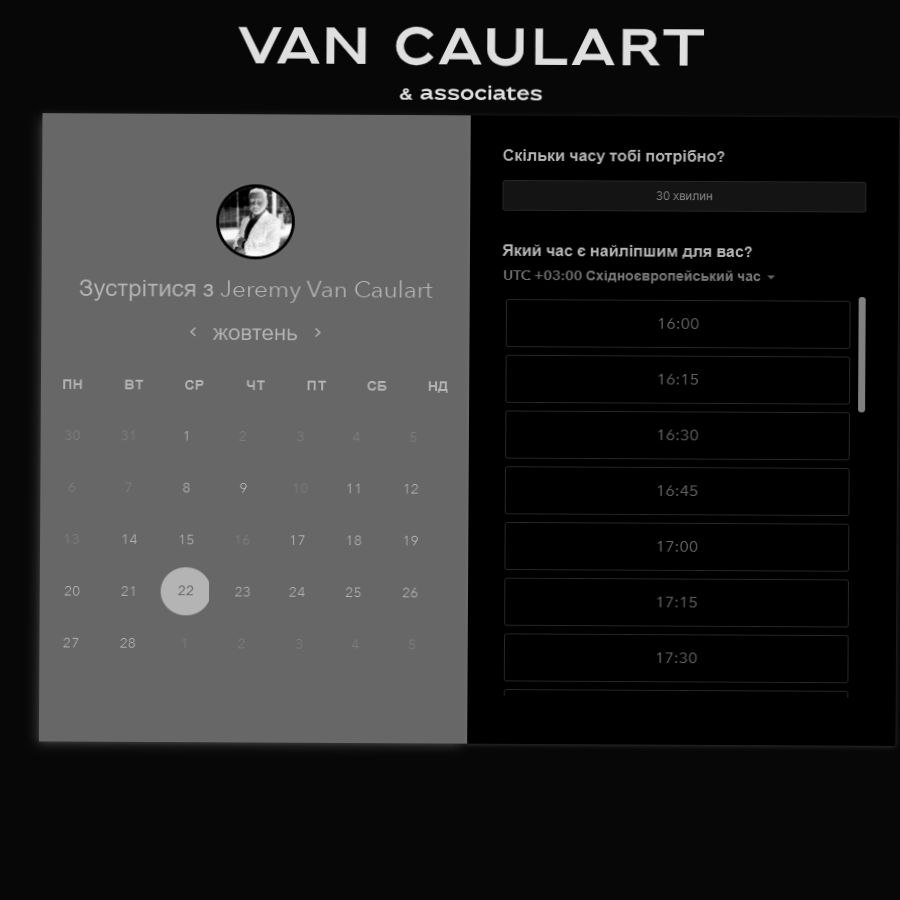 VAN CAULART
& associates
Зустрітися з Jeremy Van Caulart
жовтень
ПН ВТ СР ЧТ ПТ СБ НД
30 31 1 2 3 4 5
6 7 8 9 10 11 12
13 14 15 16 17 18 19
20 21 22 23 24 25 26
27 28 1 2 3 4 5
Скільки часу тобі потрібно?
30 хвилин
Який час є найліпшим для вас?
UTC +03:00 Східноєвропейський час
16:00
16:15
16:30
16:45
17:00
17:15
17:30